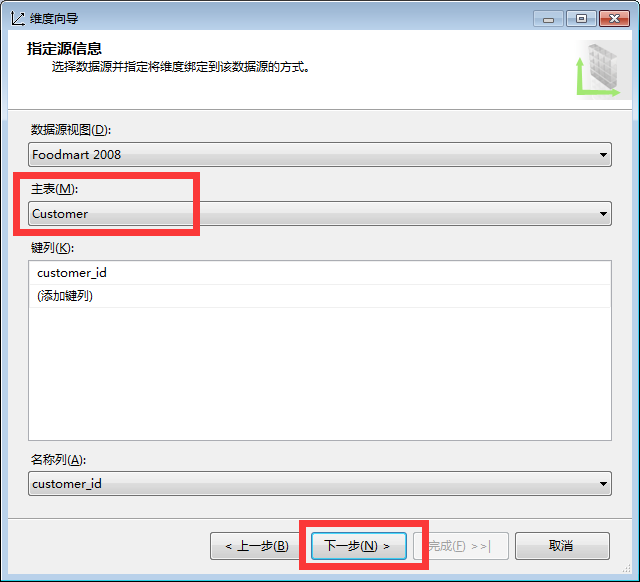 维度向导
指定源信息
选择数据源并指定将维度绑定到该数据源的方式。
数据源视图(D):
Foodmart 2008
主表(M):
Customer
键列(K):
customer_id
(添加键列)
名称列(A):
customer_id
< 上一步(B)
下一步(N) >
完成(F) >>|
取消